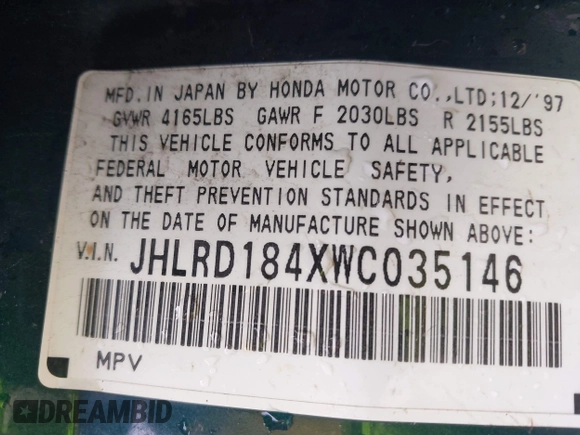 MFD. IN JAPAN BY HONDA MOTOR CO.,LTD;12/'97
GVWR 4165LBS GAWR F 2030LBS R 2155LBS
THIS VEHICLE CONFORMS TO ALL APPLICABLE
FEDERAL MOTOR VEHICLE SAFETY,
AND THEFT PREVENTION STANDARDS IN EFFECT
ON THE DATE OF MANUFACTURE SHOWN ABOVE:
V.I.N. JHLRD184XWC035146
MPV
DREAMBID